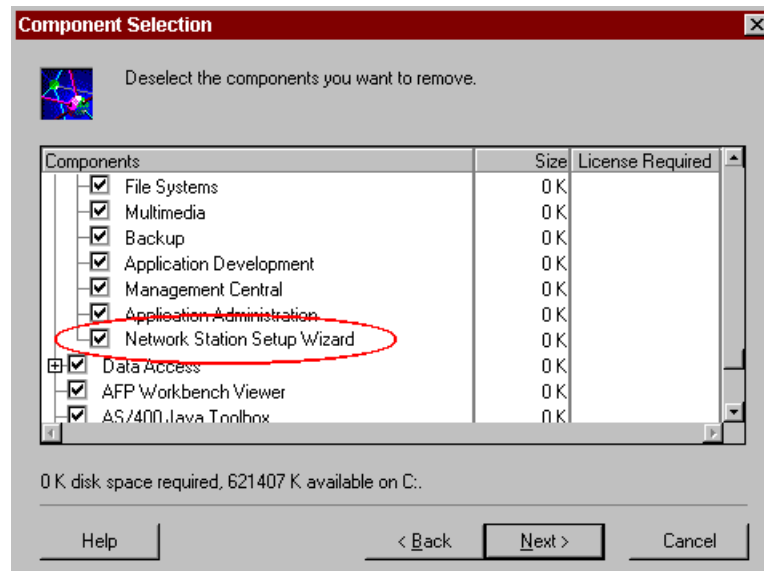 Component Selection
Deselect the components you want to remove.
Components Size License Required
File Systems 0 K
Multimedia 0 K
Backup 0 K
Application Development 0 K
Management Central 0 K
Application Administration 0 K
Network Station Setup Wizard 0 K
Data Access 0 K
AFP Workbench Viewer 0 K
AS/400 Java Toolbox 0 K
0 K disk space required, 621407 K available on C:.
Help < Back Next > Cancel